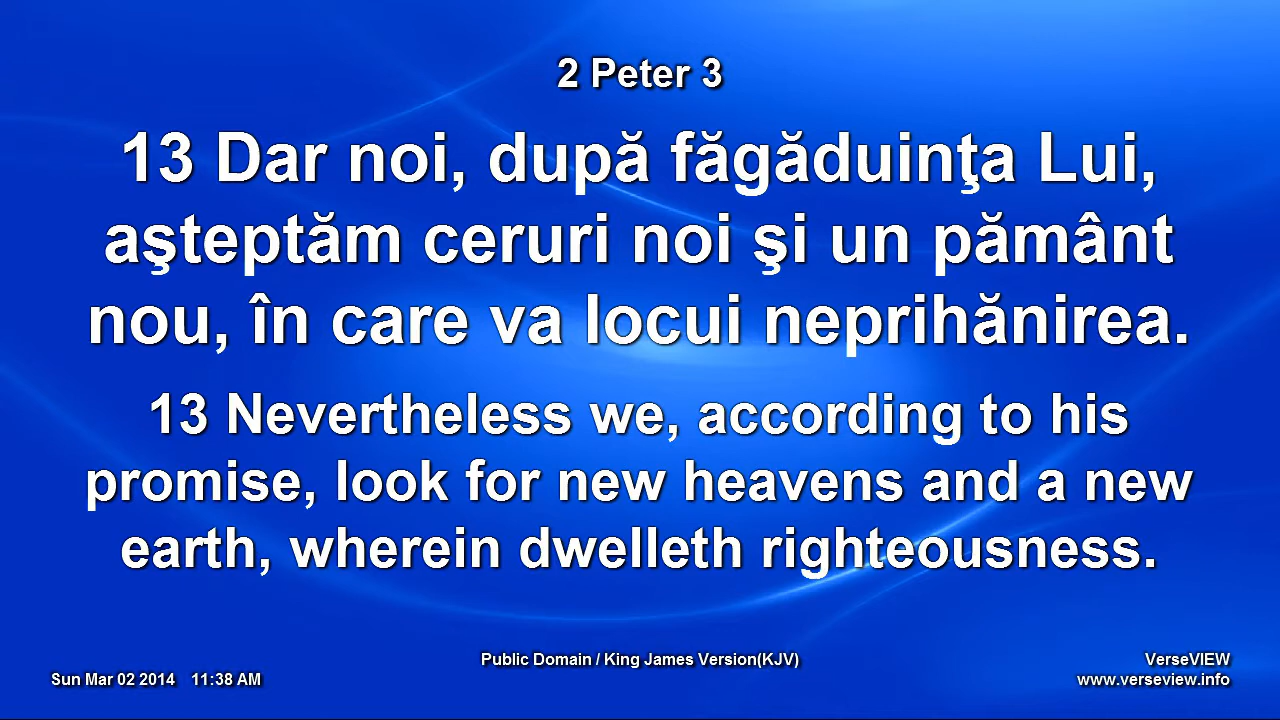 2 Peter 3
13 Dar noi, după făgăduinţa Lui,
aşteptăm ceruri noi şi un pământ
nou, în care va locui neprihănirea.
13 Nevertheless we, according to his
promise, look for new heavens and a new
earth, wherein dwelleth righteousness.
Public Domain / King James Version(KJV)
VerseVIEW
Sun Mar 02 2014 11:38 AM
www.verseview.info